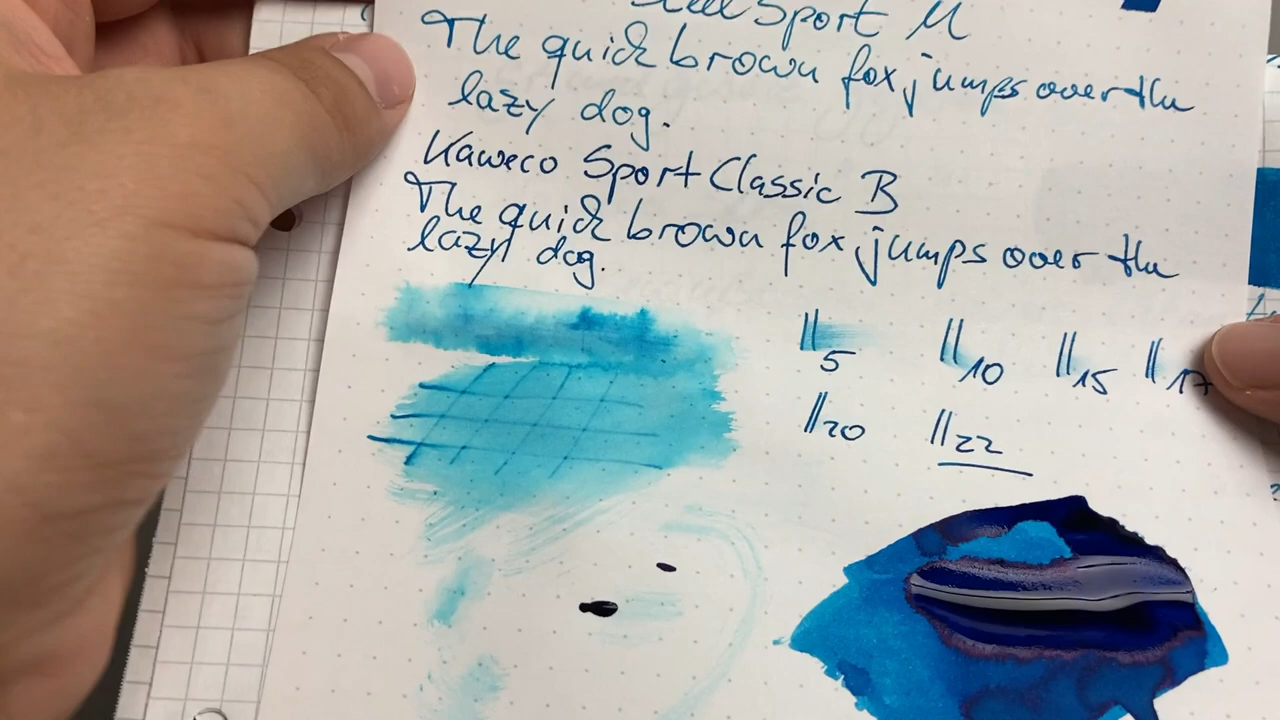 Sport M
The quick brown fox jumps over the
lazy dog.
Kaweco Sport Classic B
The quick brown fox jumps over the
lazy dog.
5 10 15 17
20 22